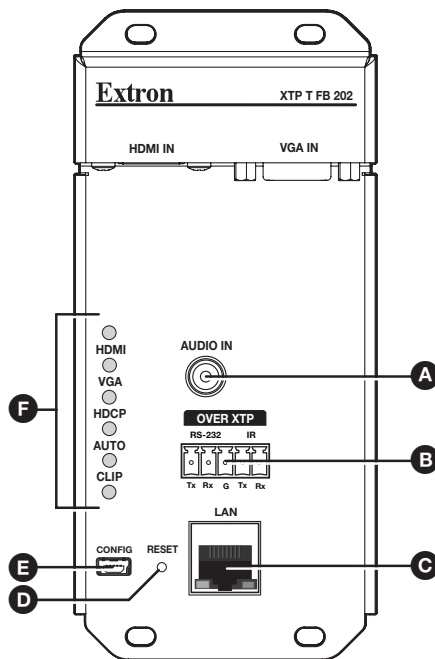 Extron
XTP T FB 202
HDMI IN
VGA IN
HDMI
VGA
HDCP
AUTO
CLIP
F
AUDIO IN
A
OVER XTP
RS-232 IR
B
Tx Rx G Tx Rx
LAN
CONFIG
RESET
E
D
C